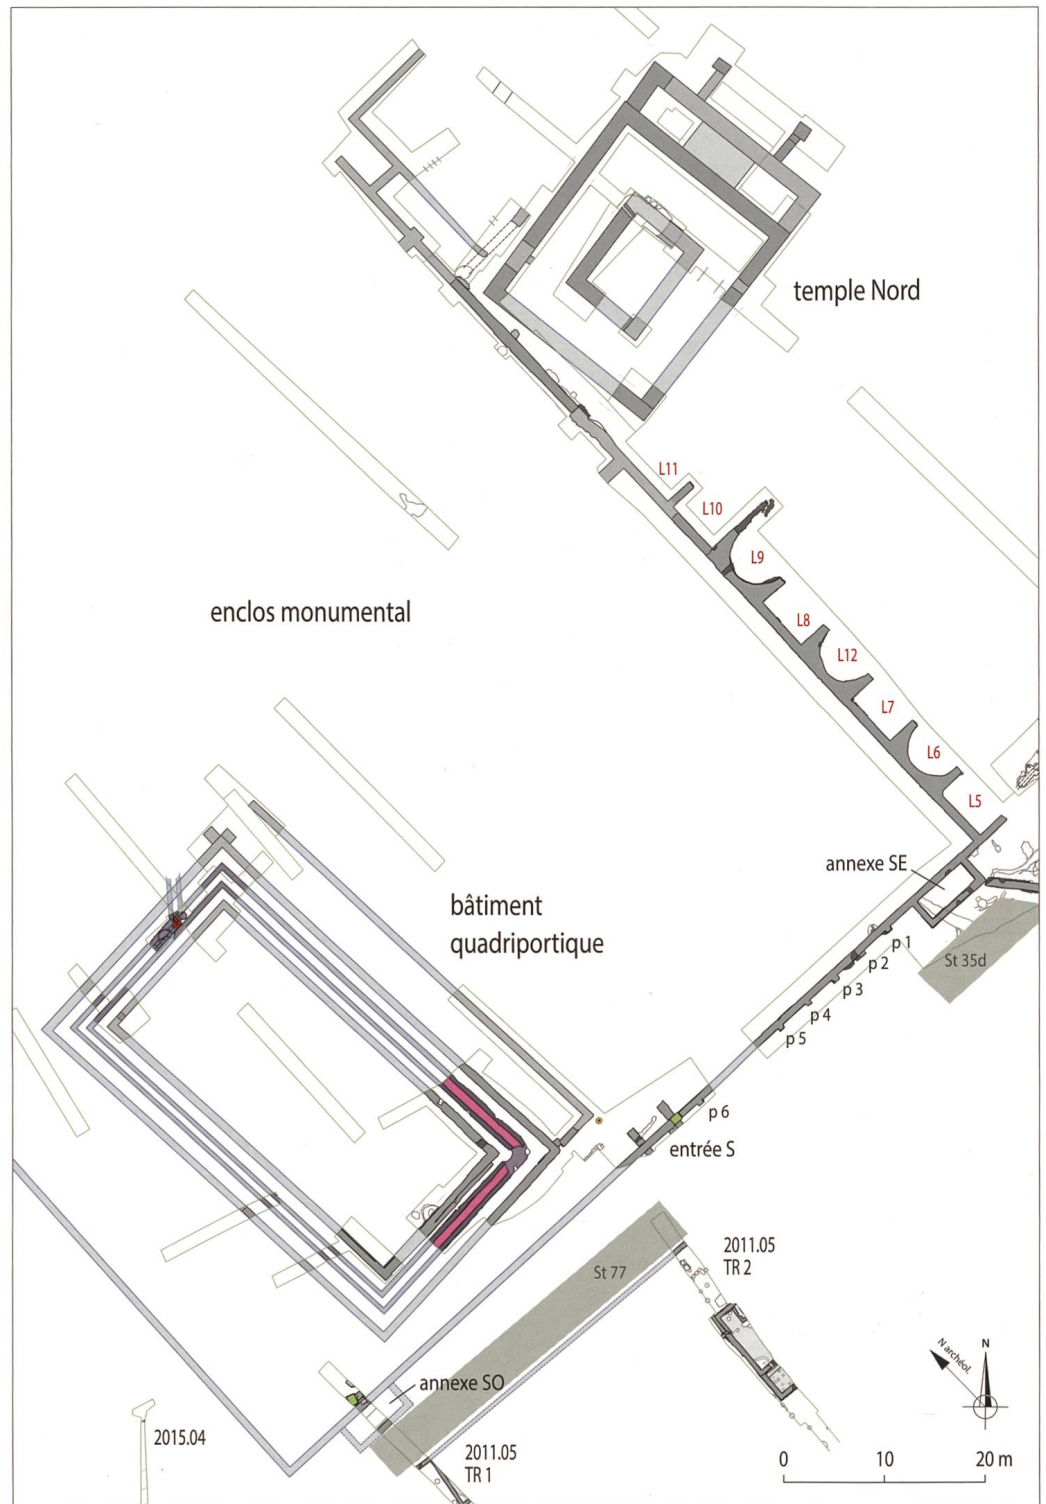 temple Nord
L11
L10
L9
enclos monumental
L8
L12
L7
L6
L5
annexe SE
bâtiment
quadriportique
p 1
p 2
St 35d
p 3
p 4
p 5
p 6
entrée S
2011.05
TR 2
St 77
N
N archéol.
annexe SO
2015.04
2011.05
TR 1
0 10 20 m